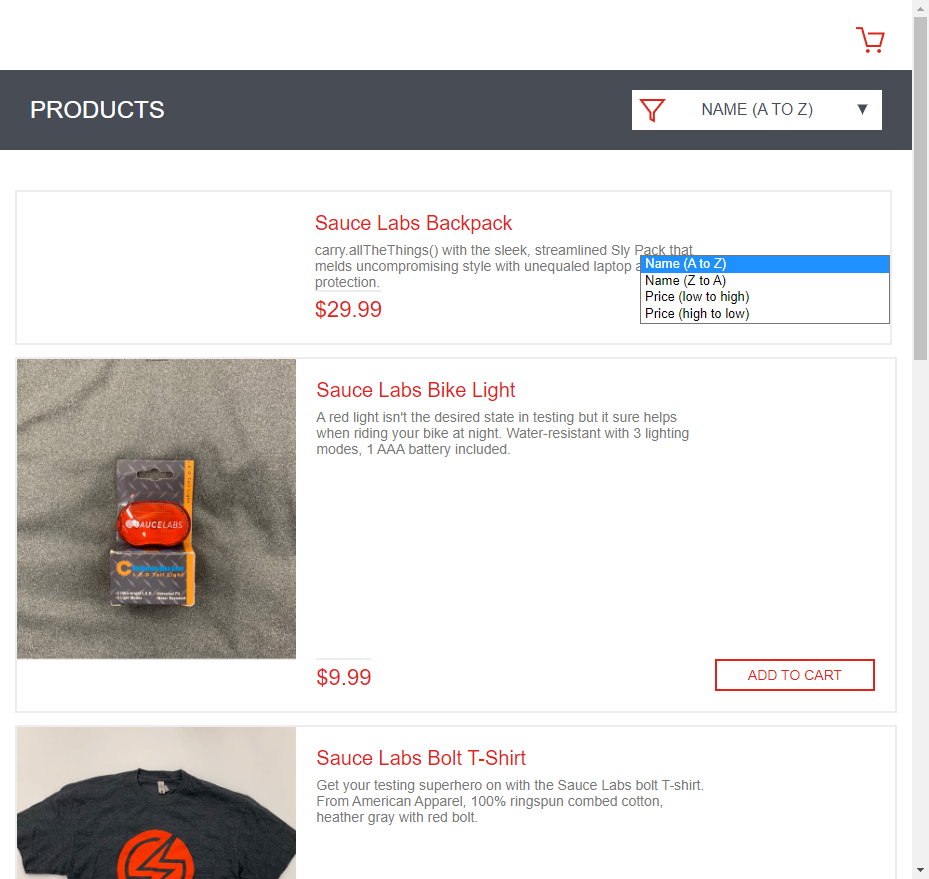 PRODUCTS
NAME (A TO Z) ▼
Sauce Labs Backpack
carry.allTheThings() with the sleek, streamlined Sly Pack that
melds uncompromising style with unequaled laptop
protection.
$29.99
Name (A to Z)
Name (Z to A)
Price (low to high)
Price (high to low)
Sauce Labs Bike Light
A red light isn't the desired state in testing but it sure helps
when riding your bike at night. Water-resistant with 3 lighting
modes, 1 AAA battery included.
SAUCELABS
L.E.D Tail Light
$9.99
ADD TO CART
Sauce Labs Bolt T-Shirt
Get your testing superhero on with the Sauce Labs bolt T-shirt.
From American Apparel, 100% ringspun combed cotton,
heather gray with red bolt.